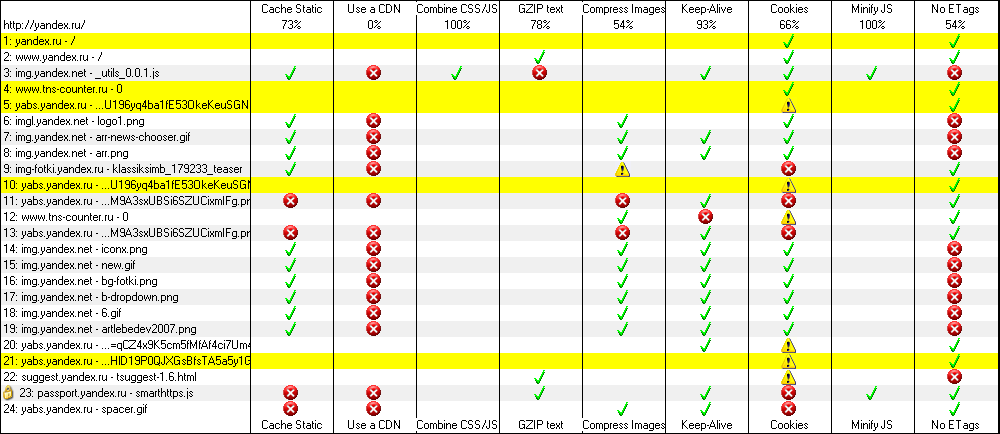 Cache Static Use a CDN Combine CSS/JS GZIP text Compress Images Keep-Alive Cookies Minify JS No ETags
http://yandex.ru/ 73% 0% 100% 78% 54% 93% 66% 100% 54%
1: yandex.ru - /
2: www.yandex.ru - /
3: img.yandex.net - _utils_0.0.1.js
4: www.tns-counter.ru - 0
5: yabs.yandex.ru - ...U196yq4ba1fE53OkeKeuSGN
6: imgl.yandex.net - logo1.png
7: img.yandex.net - arr-news-chooser.gif
8: img.yandex.net - arr.png
9: img-fotki.yandex.ru - klassiksimb_179233_teaser
10: yabs.yandex.ru - ...U196yq4ba1fE53OkeKeuSGN
11: yabs.yandex.ru - ...M9A3sxUBSi6SZUCixmIFg.pn
12: www.tns-counter.ru - 0
13: yabs.yandex.ru - ...M9A3sxUBSi6SZUCixmIFg.pn
14: img.yandex.net - iconx.png
15: img.yandex.net - new.gif
16: img.yandex.net - bg-fotki.png
17: img.yandex.net - b-dropdown.png
18: img.yandex.net - 6.gif
19: img.yandex.net - artlebedev2007.png
20: yabs.yandex.ru - ...=qCZ4x9K5cm5fMfAf4ci7Um4
21: yabs.yandex.ru - ...HID19P0QJXGsBfsTA5a5y1G
22: suggest.yandex.ru - tsuggest-1.6.html
23: passport.yandex.ru - smarthttps.js
24: yabs.yandex.ru - spacer.gif
Cache Static Use a CDN Combine CSS/JS GZIP text Compress Images Keep-Alive Cookies Minify JS No ETags